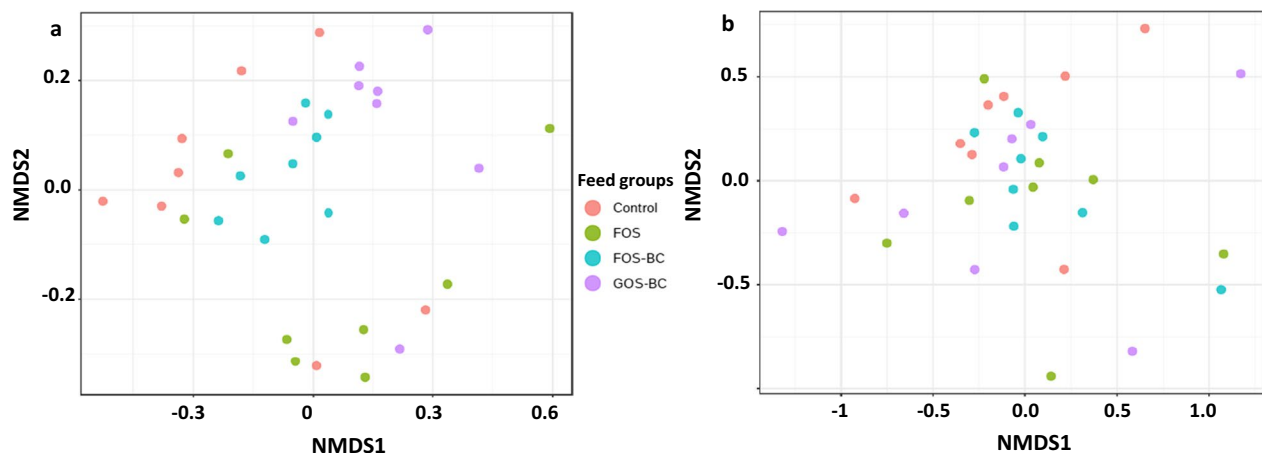 a
0.2
0.0
-0.2
NMDS2
-0.3
0
0.3
0.6
NMDS1
Feed groups
Control
FOS
FOS-BC
GOS-BC
b
0.5
0.0
-0.5
NMDS2
-1
-0.5
0.0
0.5
1.0
NMDS1